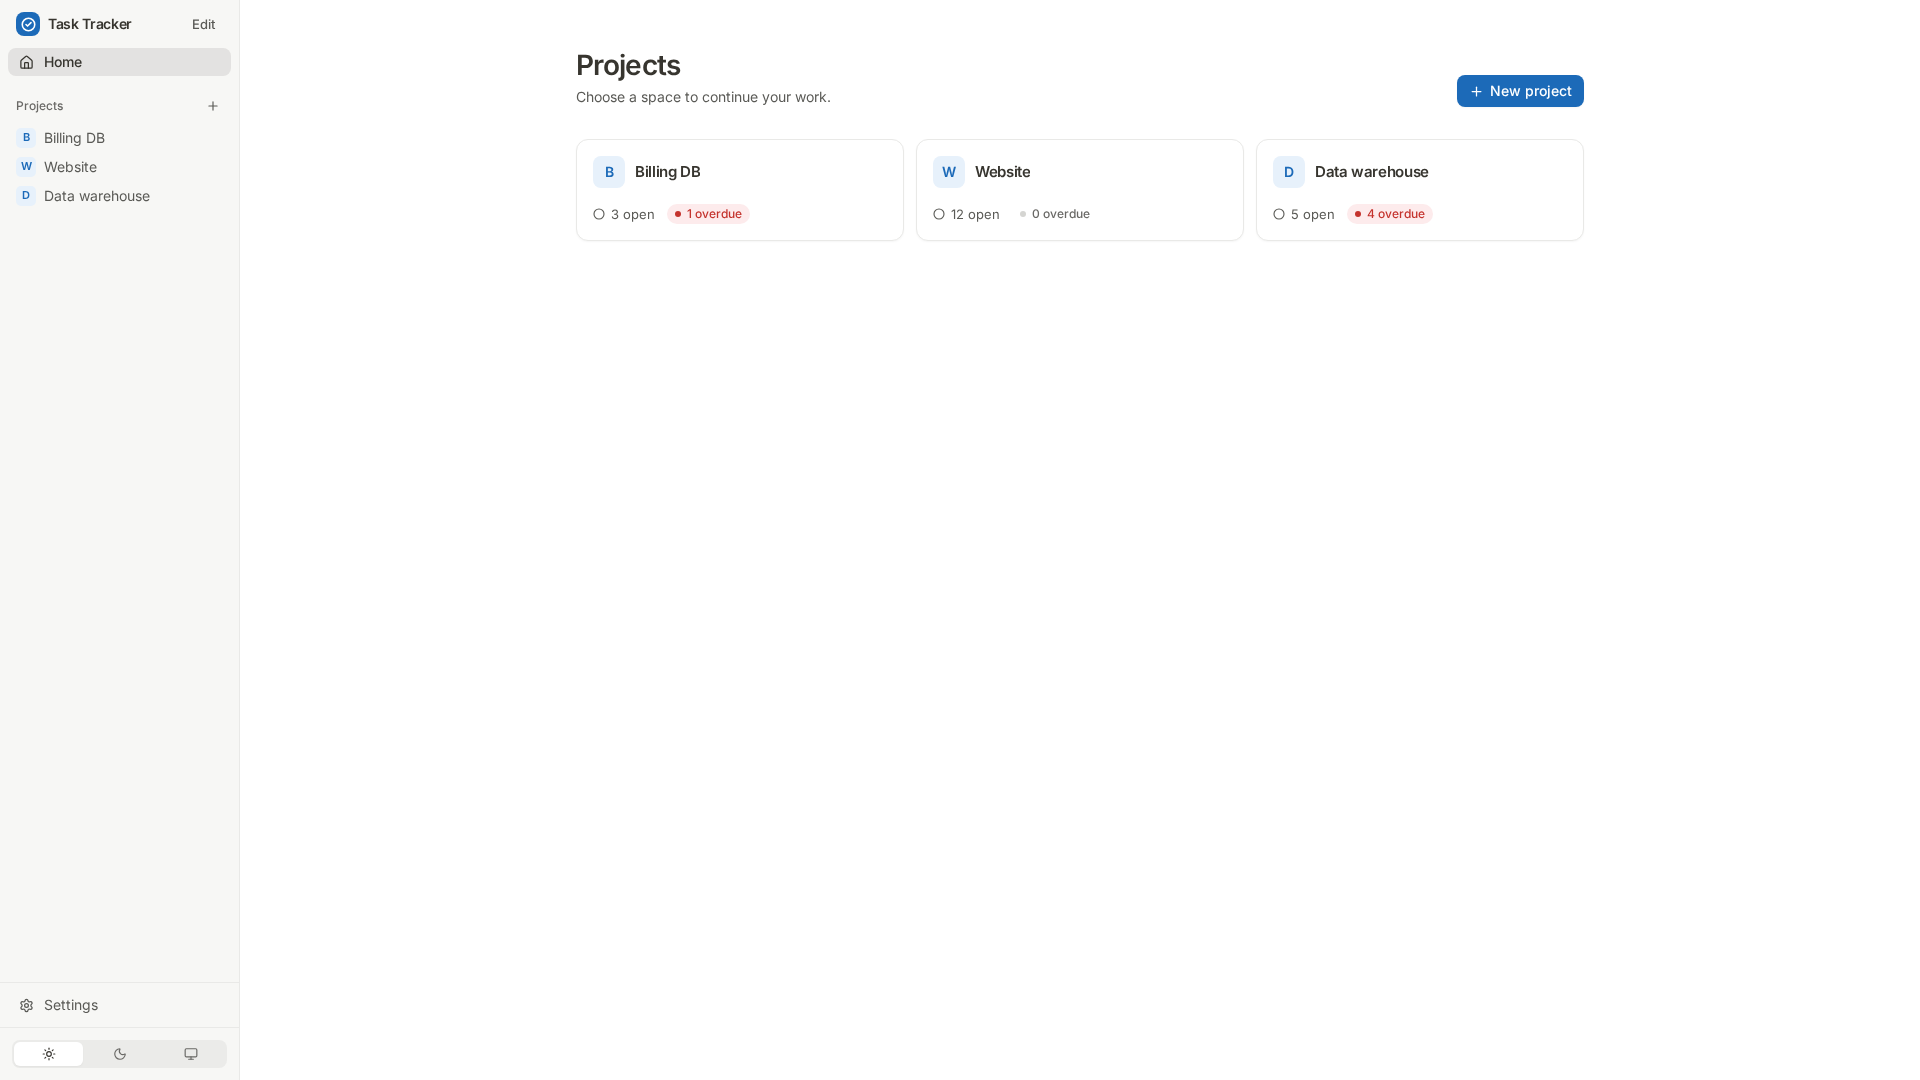 Task Tracker
Edit
Home
Projects
B Billing DB
W Website
D Data warehouse
Settings
Projects
Choose a space to continue your work.
New project
B Billing DB
3 open 1 overdue
W Website
12 open 0 overdue
D Data warehouse
5 open 4 overdue